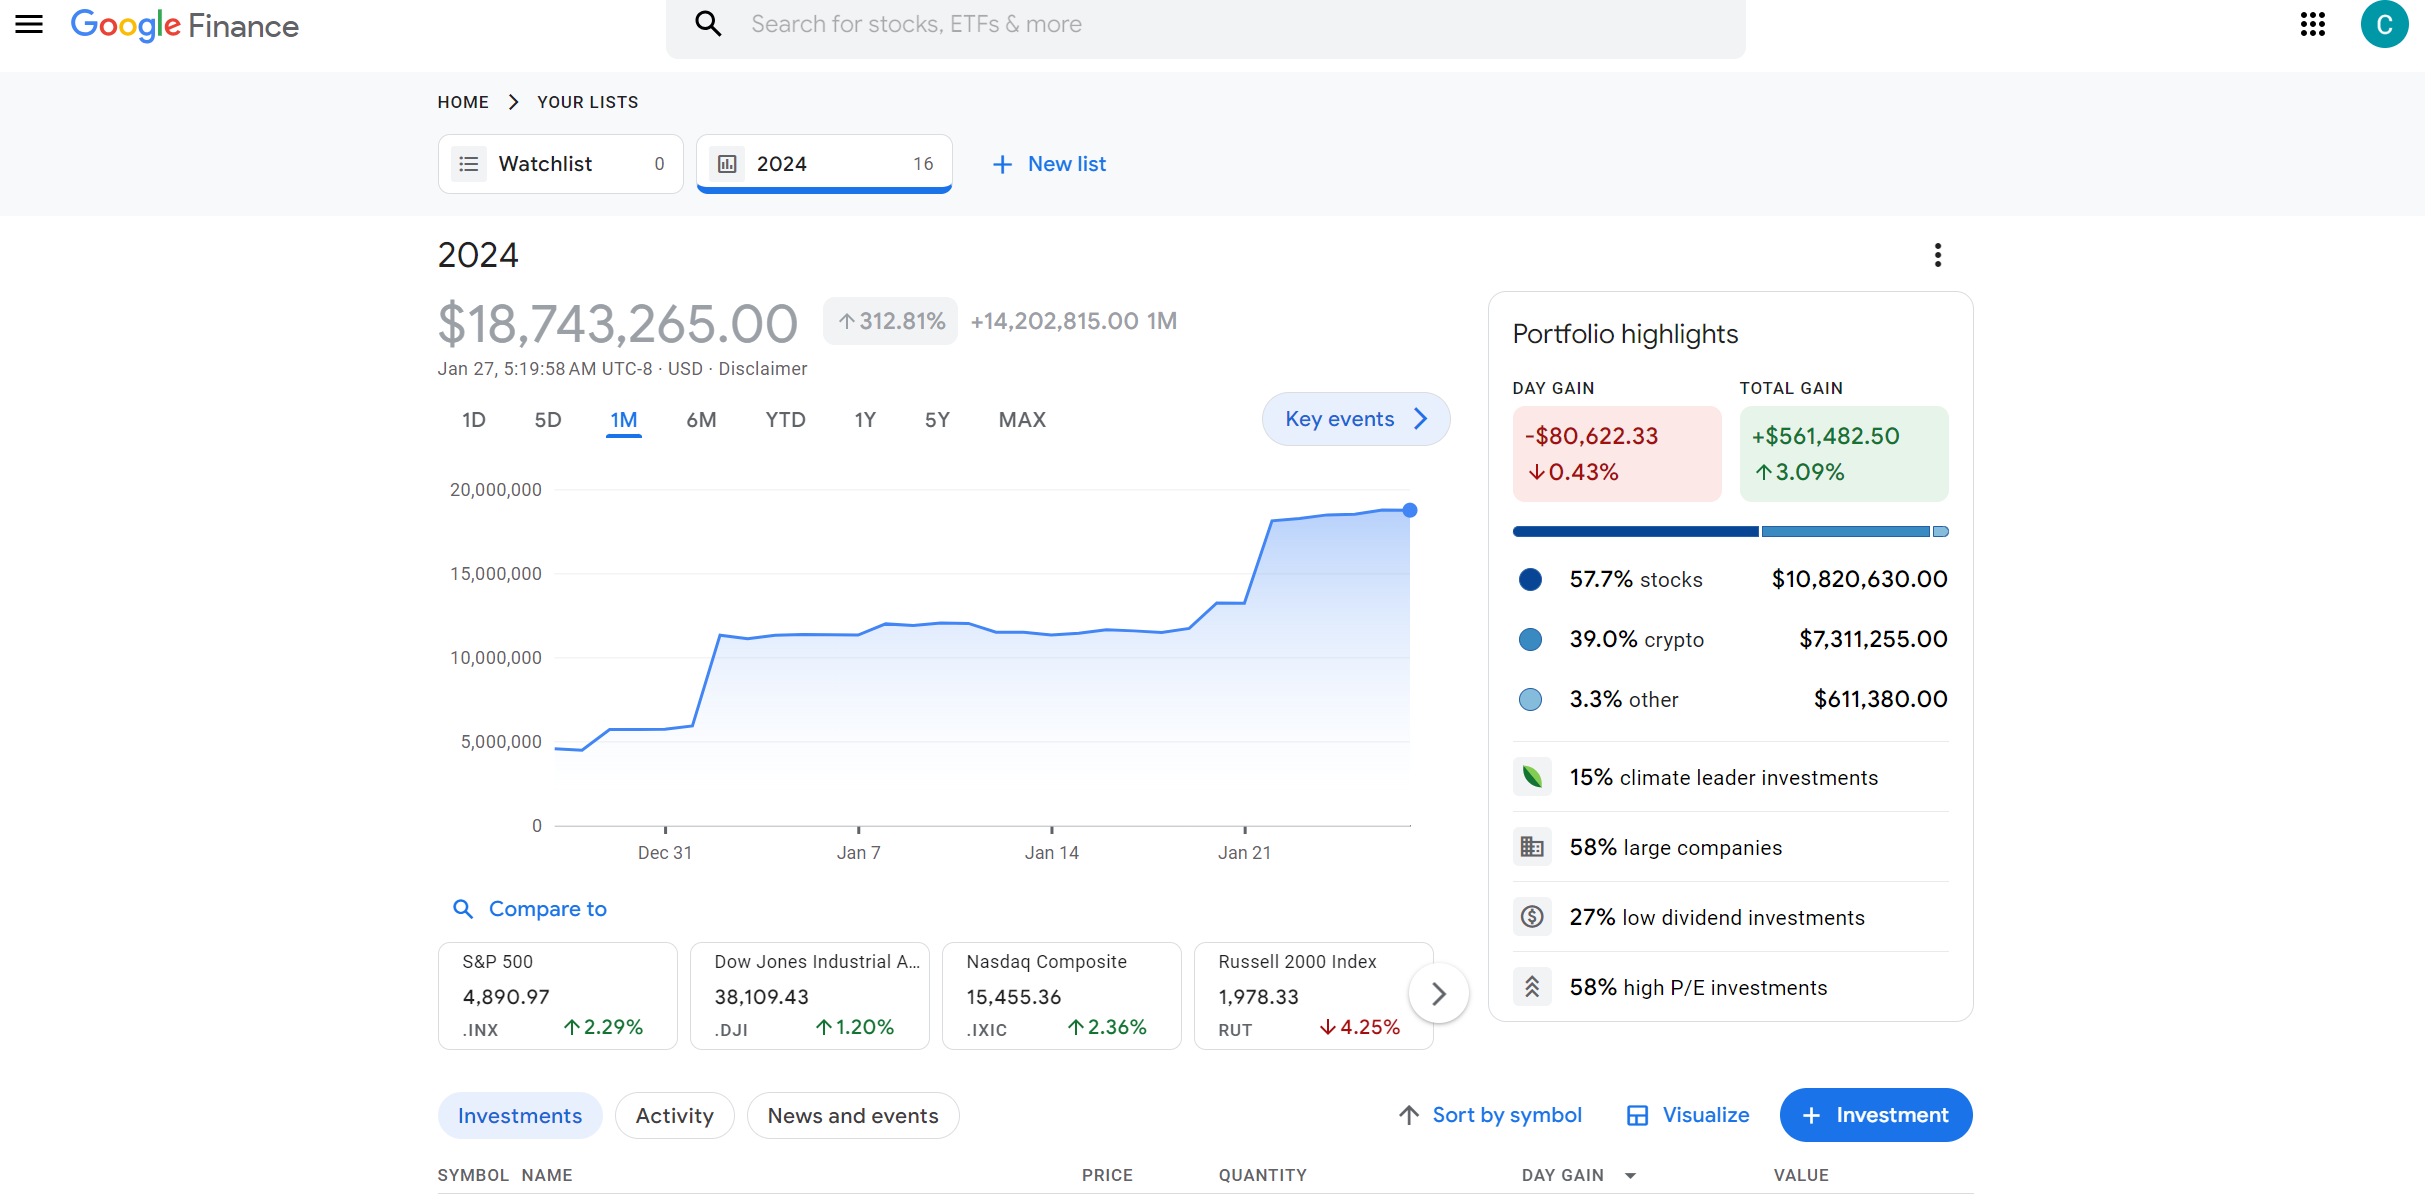 Google Finance
Search for stocks, ETFs & more
C
HOME
YOUR LISTS
Watchlist 0
2024 16
New list
2024
$18,743,265.00 312.81% +14,202,815.00 1M
Jan 27, 5:19:58 AM UTC-8 · USD · Disclaimer
1D 5D 1M 6M YTD 1Y 5Y MAX
Key events
20,000,000
15,000,000
10,000,000
5,000,000
0
Dec 31 Jan 7 Jan 14 Jan 21
Compare to
S&P 500
4,890.97
.INX 2.29%
Dow Jones Industrial A...
38,109.43
.DJI 1.20%
Nasdaq Composite
15,455.36
.IXIC 2.36%
Russell 2000 Index
1,978.33
RUT 4.25%
Portfolio highlights
DAY GAIN
-$80,622.33
0.43%
TOTAL GAIN
+$561,482.50
3.09%
57.7% stocks $10,820,630.00
39.0% crypto $7,311,255.00
3.3% other $611,380.00
15% climate leader investments
58% large companies
27% low dividend investments
58% high P/E investments
Investments
Activity
News and events
Sort by symbol
Visualize
+ Investment
SYMBOL NAME PRICE QUANTITY DAY GAIN VALUE